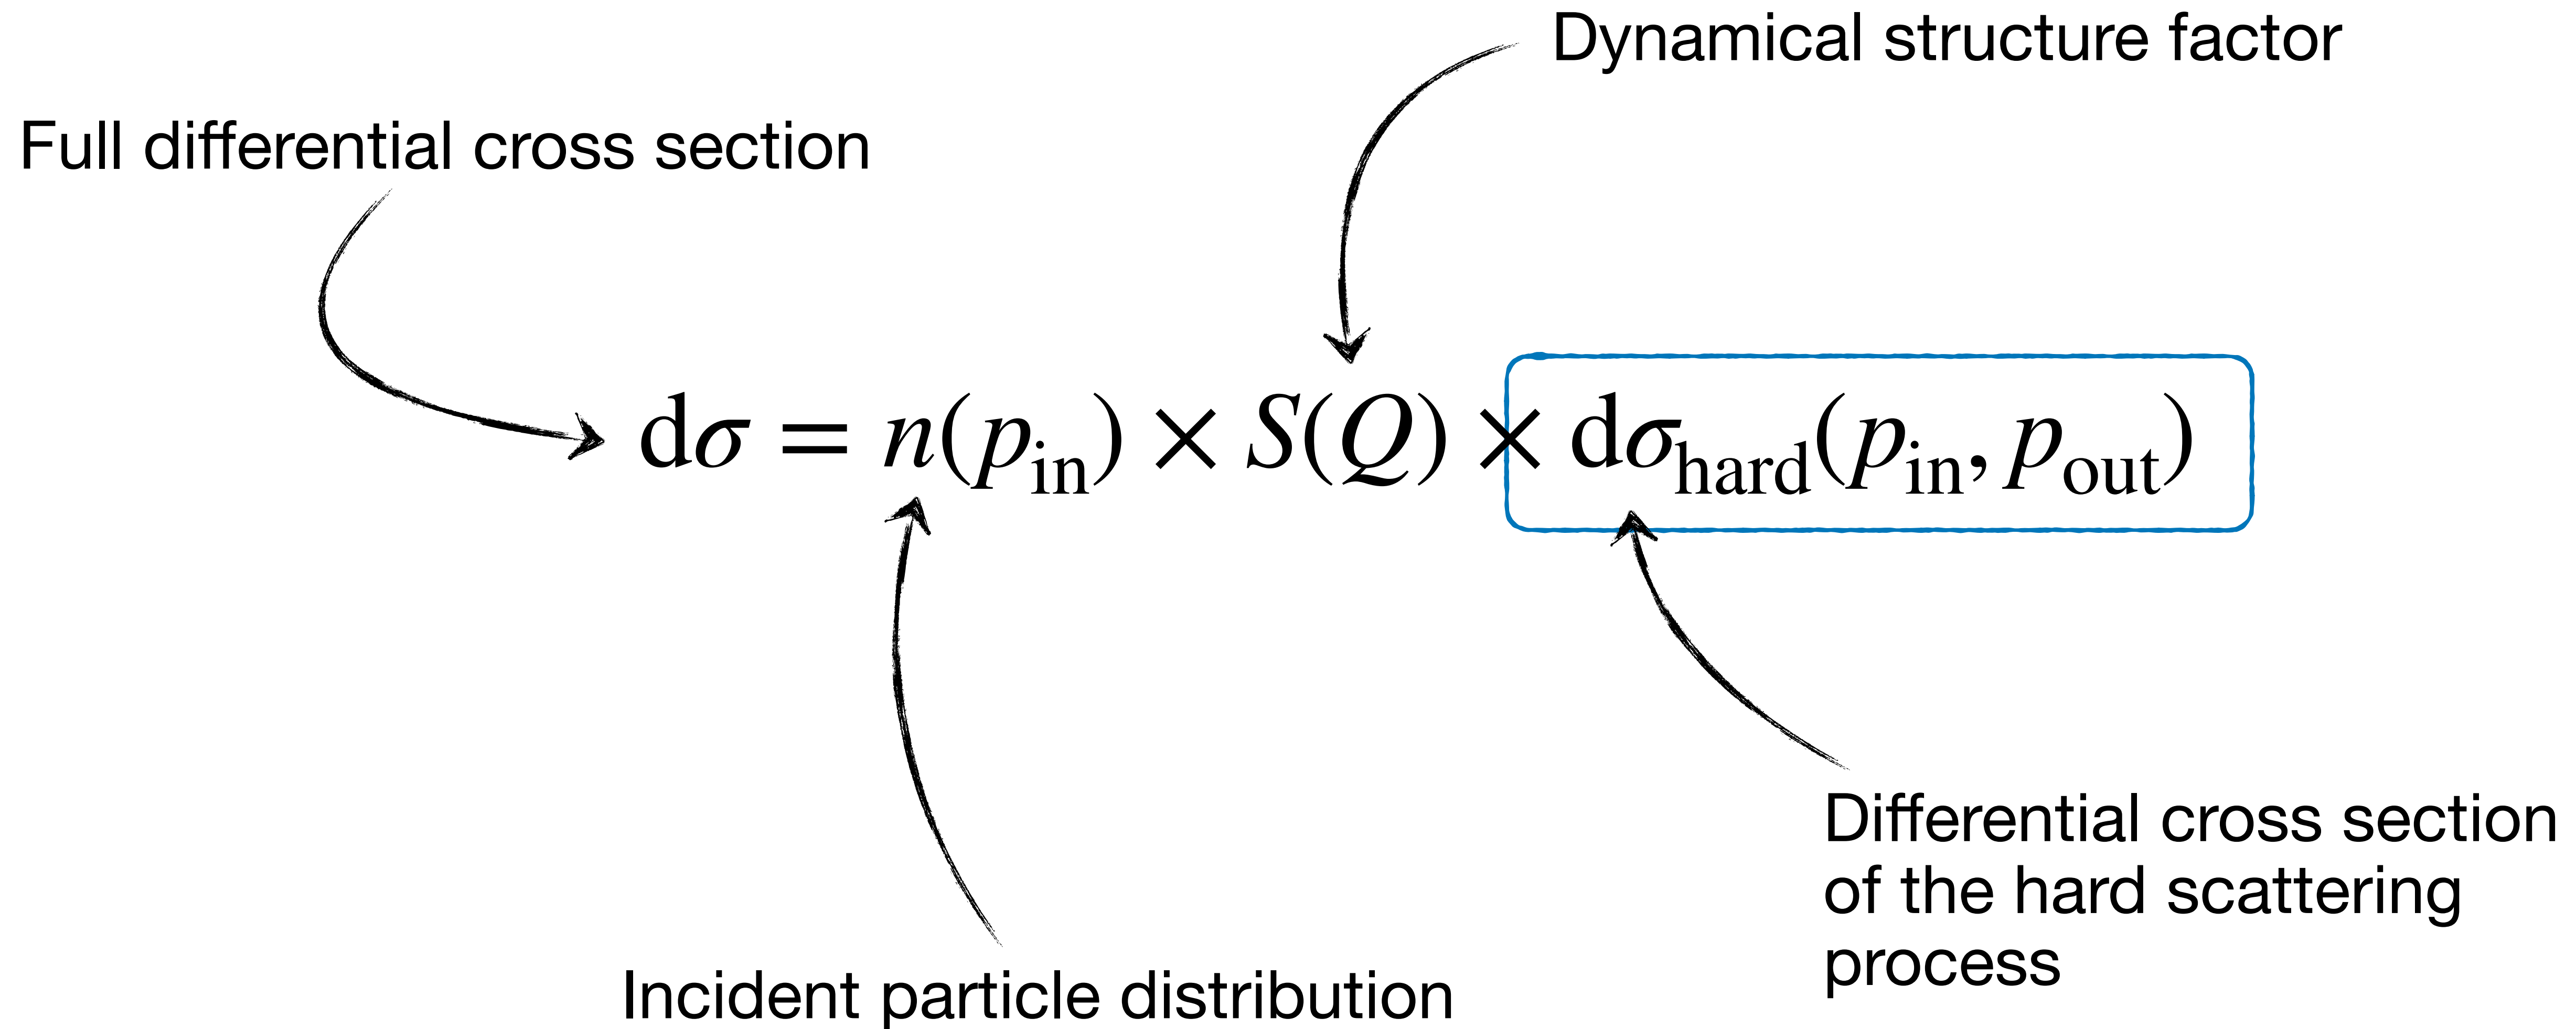 Dynamical structure factor
Full differential cross section
dσ = n(p_in) × S(Q) × dσ_hard(p_in, p_out)
Differential cross section
of the hard scattering
process
Incident particle distribution